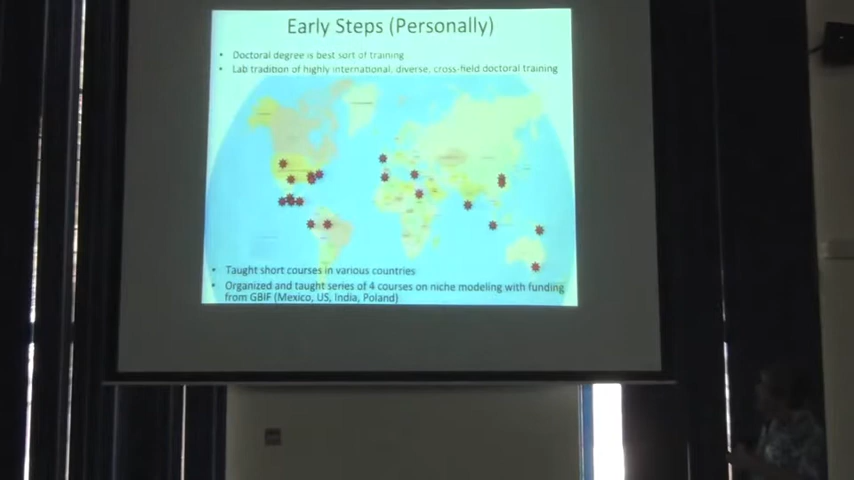 Early Steps (Personally)
• Doctoral degree is best sort of training
• Lab tradition of highly international, diverse, cross-field doctoral training
• Taught short courses in various countries
• Organized and taught series of 4 courses on niche modeling with funding
from GBIF (Mexico, US, India, Poland)